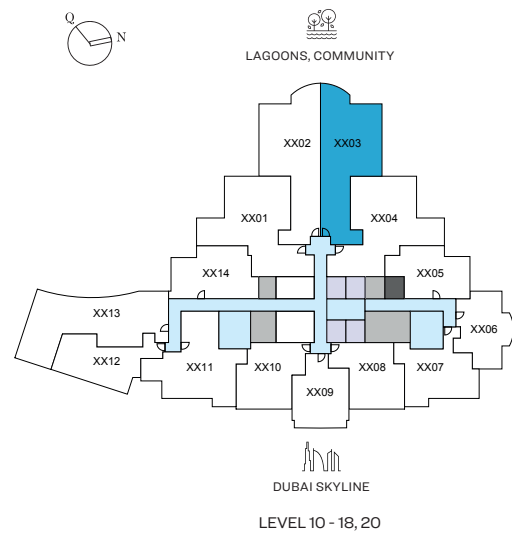 Q
N
LAGOONS, COMMUNITY
XX02
XX03
XX01
XX04
XX14
XX05
XX13
XX06
XX12
XX11
XX10
XX08
XX07
XX09
DUBAI SKYLINE
LEVEL 10 - 18, 20